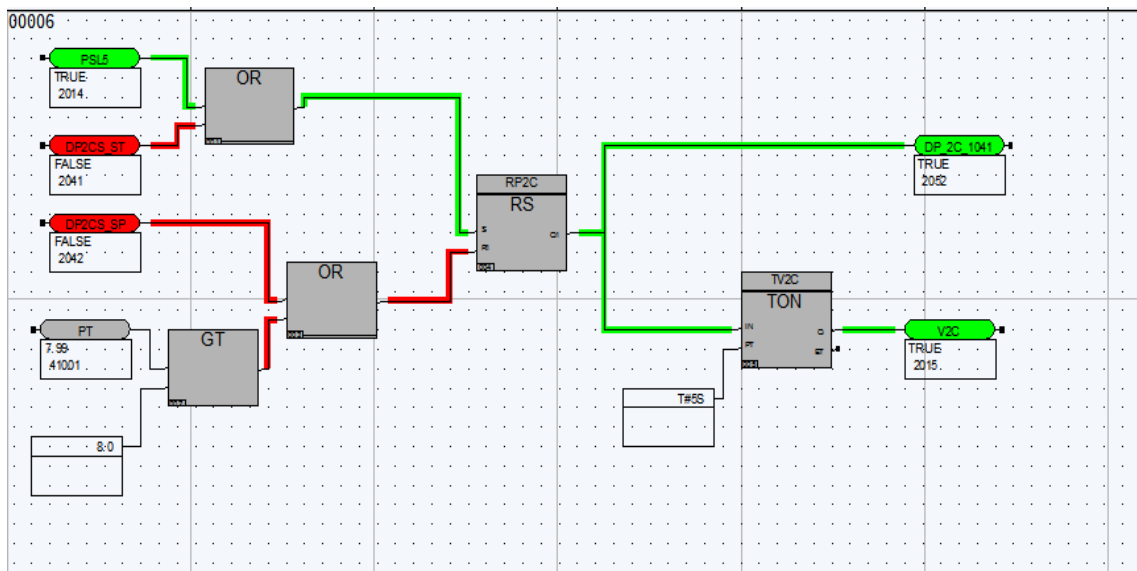 00006
PSL5
TRUE
2014
OR
DP2CS_ST
FALSE
2041
DP_2C_1041
TRUE
2052
RP2C
RS
S
Q1
DP2CS_SP
FALSE
2042
OR
TV2C
TON
IN
Q
PT
V2C
TRUE
2015
PT
7.99
41001
GT
T#5S
8.0